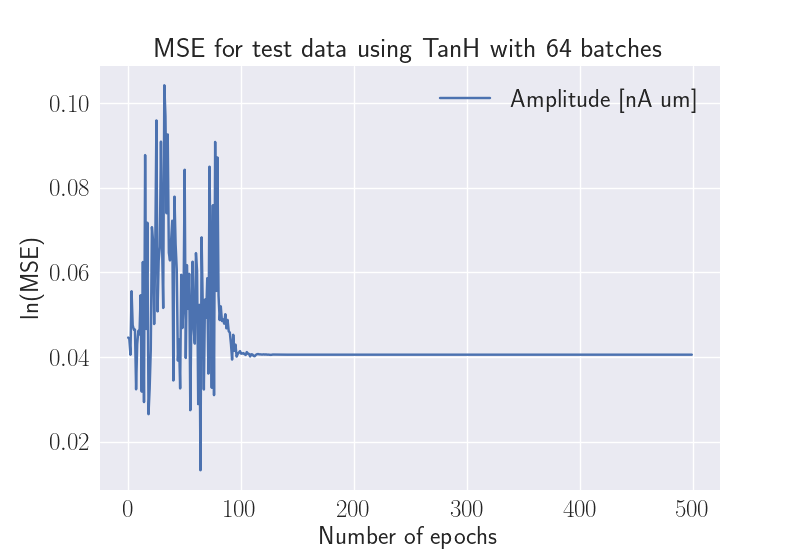 MSE for test data using TanH with 64 batches
Amplitude [nA um]
0.10
0.08
0.06
0.04
0.02
ln(MSE)
0 100 200 300 400 500
Number of epochs